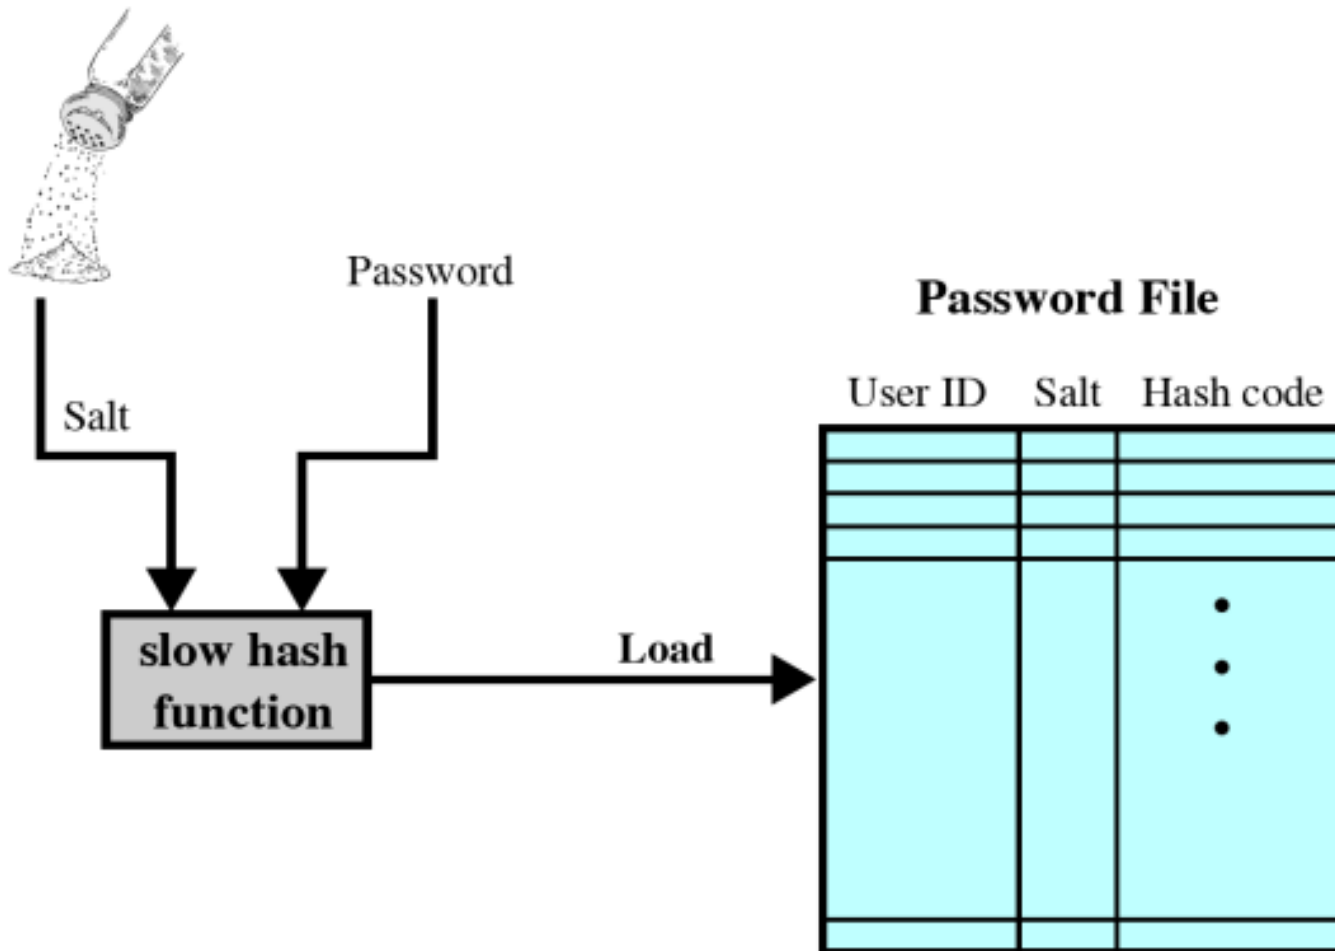 Password
Password File
User ID Salt Hash code
Salt
slow hash
function
Load